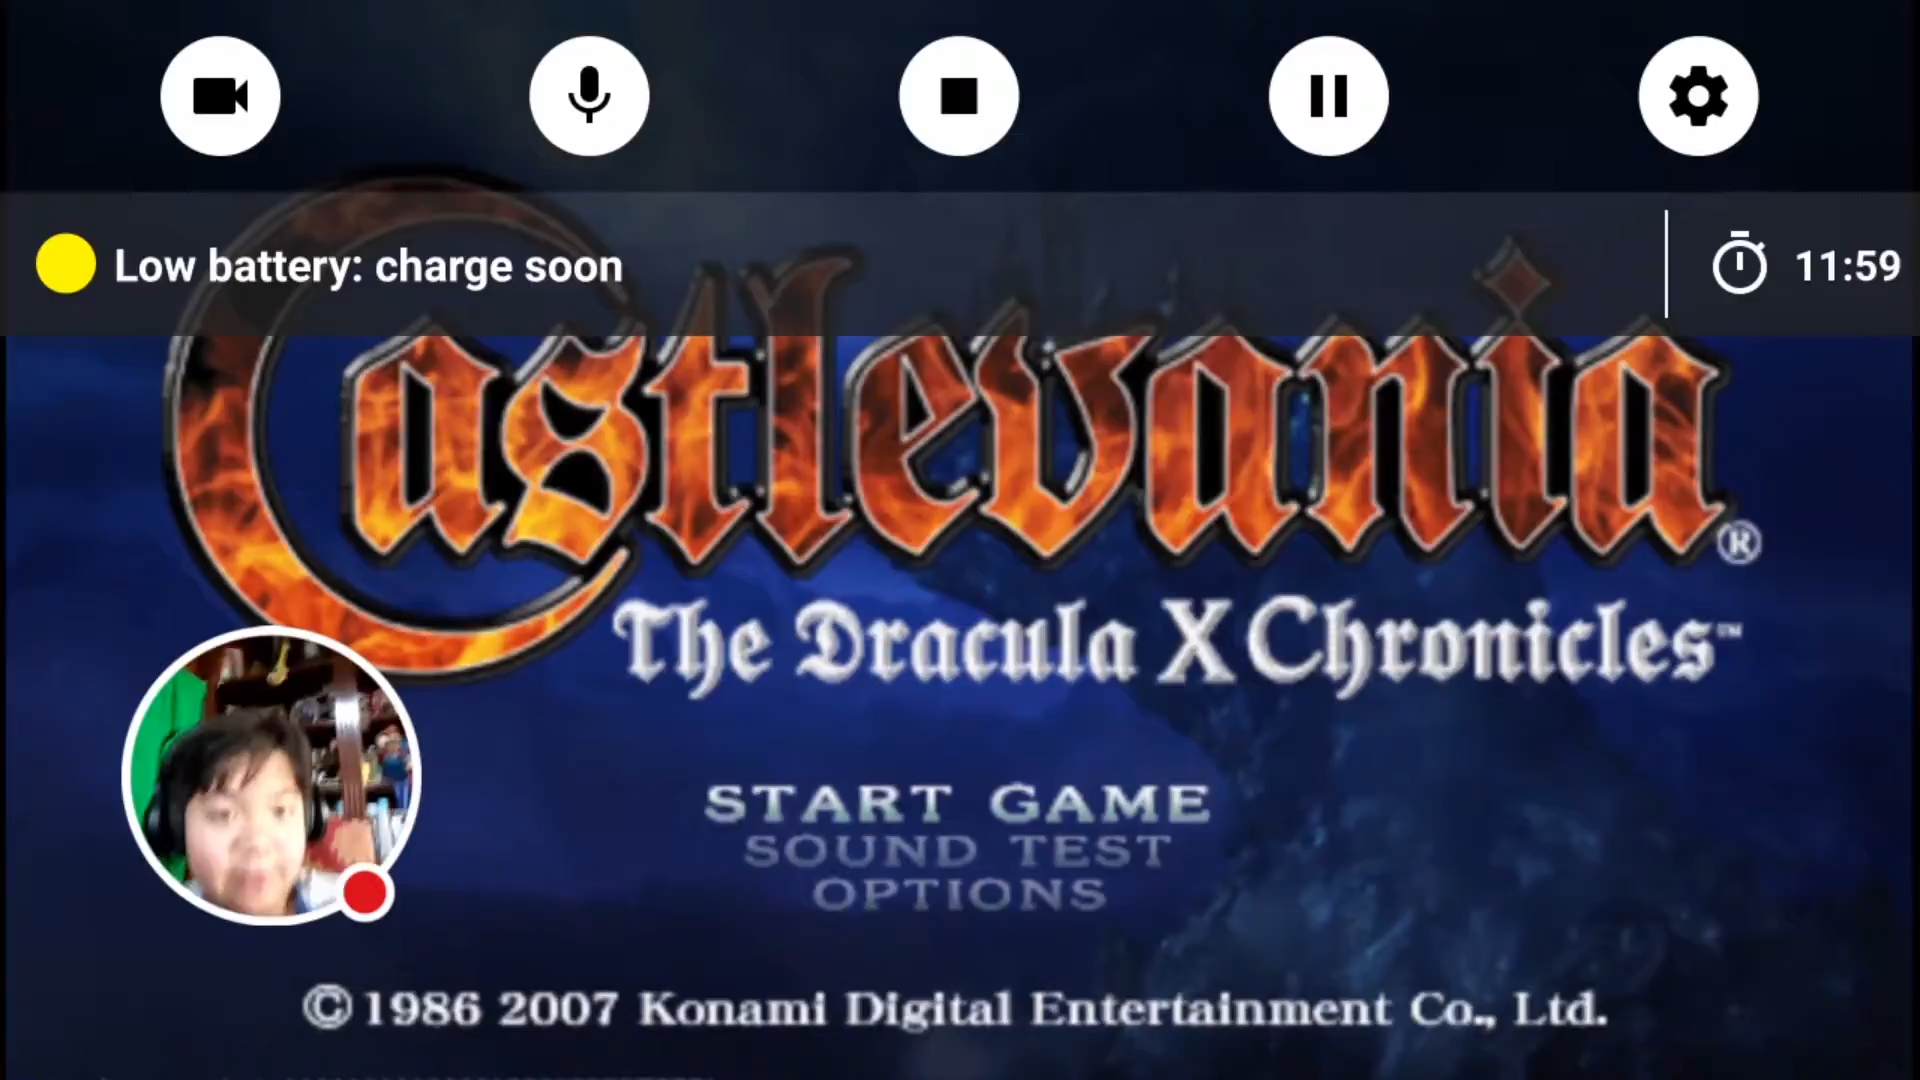 Low battery: charge soon
11:59
Castlevania®
The Dracula X Chronicles™
START GAME
SOUND TEST
OPTIONS
© 1986 2007 Konami Digital Entertainment Co., Ltd.